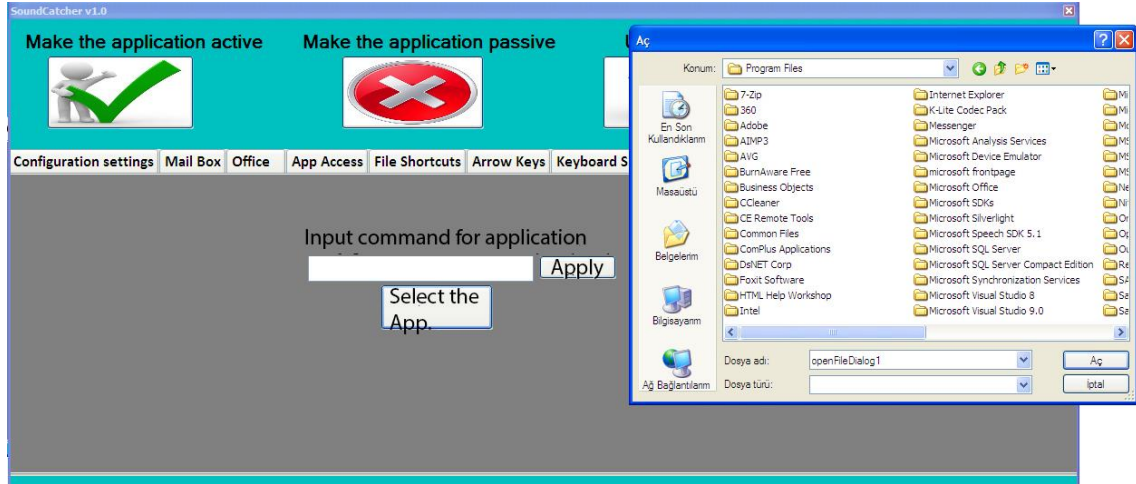 SoundCatcher v1.0
Make the application active
Make the application passive
Configuration settings
Mail Box
Office
App Access
File Shortcuts
Arrow Keys
Keyboard S
Input command for application
Apply
Select the
App.
Aç
Konum:
Program Files
En Son
Kullandıklarım
Masaüstü
Belgelerim
Bilgisayarım
Ağ Bağlantılarım
7-Zip
360
Adobe
AIMP3
AVG
BurnAware Free
Business Objects
CCleaner
CE Remote Tools
Common Files
ComPlus Applications
DsNET Corp
Foxit Software
HTML Help Workshop
Intel
Internet Explorer
K-Lite Codec Pack
Messenger
Microsoft Analysis Services
Microsoft Device Emulator
microsoft frontpage
Microsoft Office
Microsoft SDKs
Microsoft Silverlight
Microsoft Speech SDK 5.1
Microsoft SQL Server
Microsoft SQL Server Compact Edition
Microsoft Synchronization Services
Microsoft Visual Studio 8
Microsoft Visual Studio 9.0
Dosya adı:
openFileDialog1
Aç
Dosya türü:
İptal